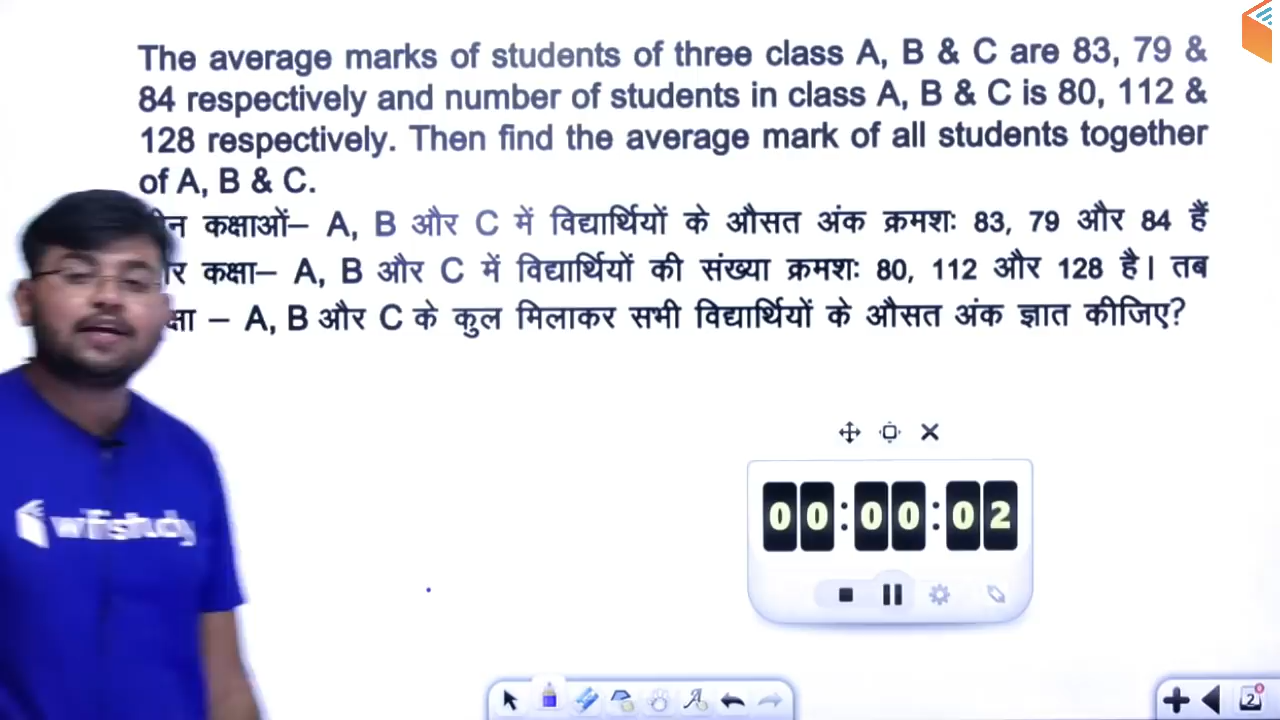 The average marks of students of three class A, B & C are 83, 79 &
84 respectively and number of students in class A, B & C is 80, 112 &
128 respectively. Then find the average mark of all students together
of A, B & C.
कक्षाओं– A, B और C में विद्यार्थियों के औसत अंक क्रमशः 83, 79 और 84 हैं
कक्षा– A, B और C में विद्यार्थियों की संख्या क्रमशः 80, 112 और 128 है। तब
– A, B और C के कुल मिलाकर सभी विद्यार्थियों के औसत अंक ज्ञात कीजिए?
00:00:02
wifistudy
2